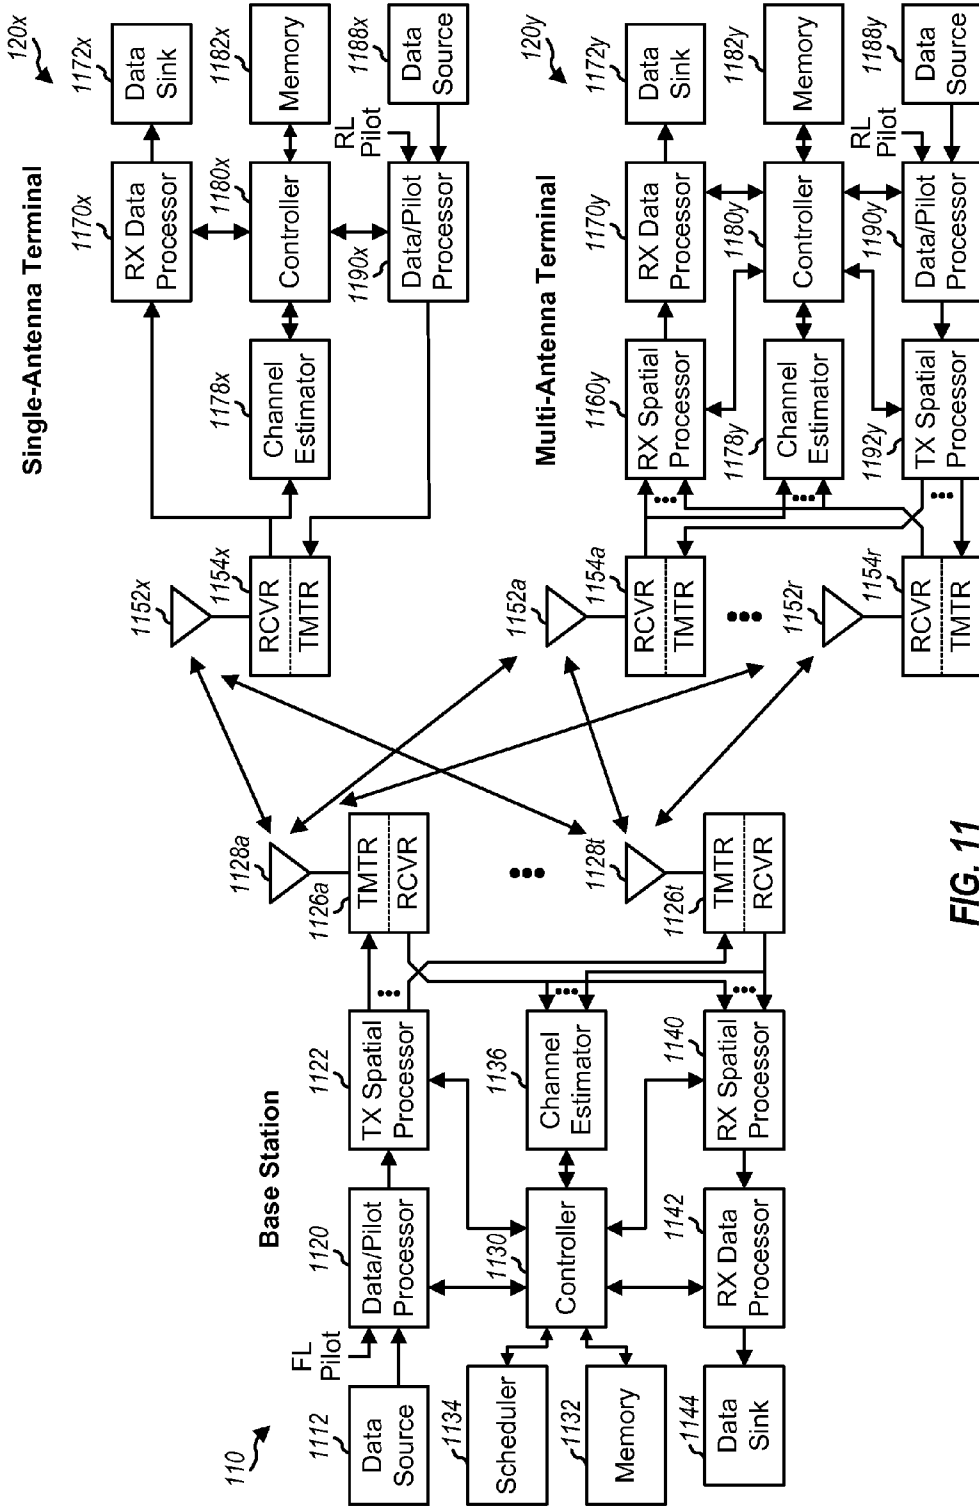 110
Base Station
FL
Pilot
1112
Data
Source
1120
Data/Pilot
Processor
1122
TX Spatial
Processor
1126a
TMTR
RCVR
1128a
1134
Scheduler
1132
Memory
1130
Controller
1136
Channel
Estimator
1144
Data
Sink
1142
RX Data
Processor
1140
RX Spatial
Processor
1126t
TMTR
RCVR
1128t
Single-Antenna Terminal
120x
1152x
1154x
RCVR
TMTR
1170x
RX Data
Processor
1172x
Data
Sink
1178x
Channel
Estimator
1180x
Controller
1182x
Memory
1190x
Data/Pilot
Processor
RL
Pilot
1188x
Data
Source
Multi-Antenna Terminal
120y
1152a
1154a
RCVR
TMTR
1160y
RX Spatial
Processor
1170y
RX Data
Processor
1172y
Data
Sink
1178y
Channel
Estimator
1180y
Controller
1182y
Memory
1152r
1154r
RCVR
TMTR
1192y
TX Spatial
Processor
1190y
Data/Pilot
Processor
RL
Pilot
1188y
Data
Source
FIG. 11